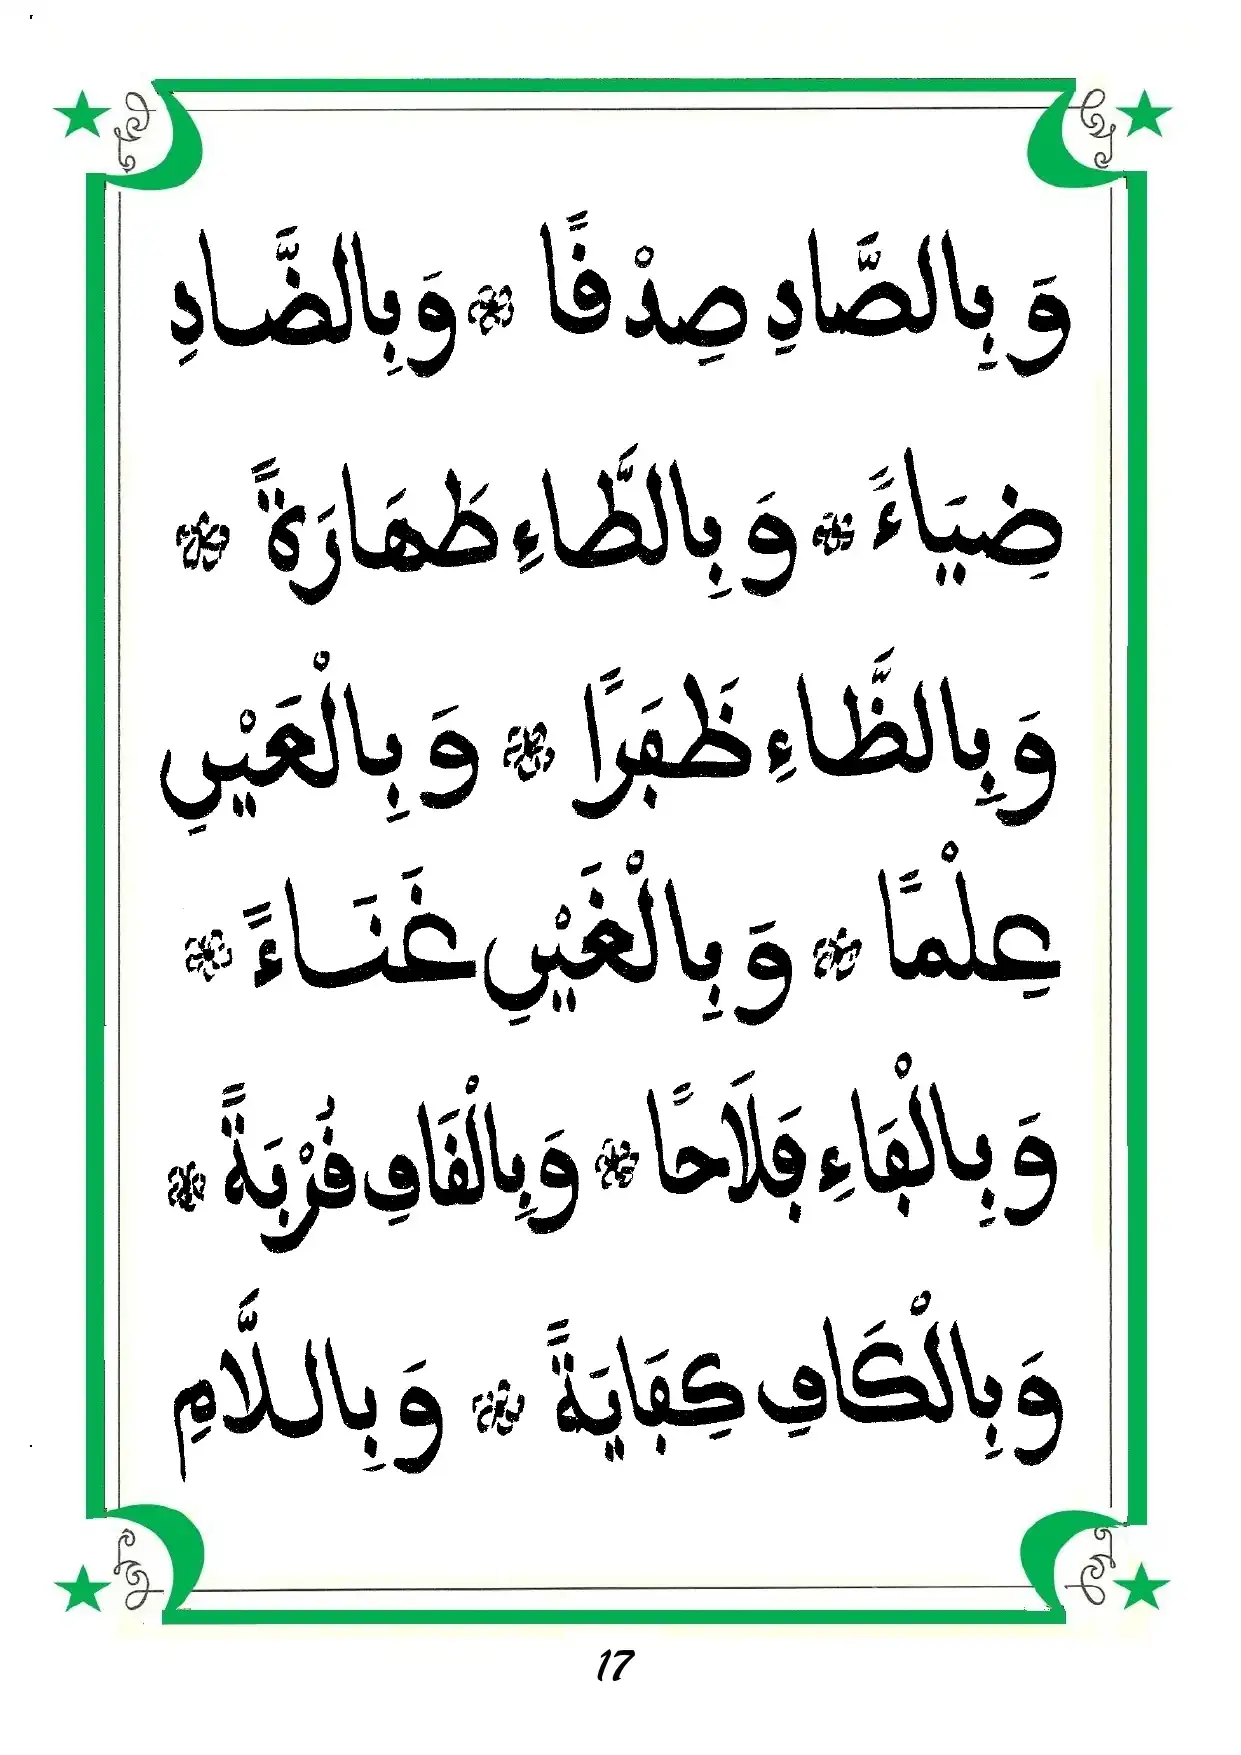 وَبِالصَّادِ صِدْقًا ۞ وَبِالضَّادِ
ضِيَاءً ۞ وَبِالطَّاءِ طَهَارَةً ۞
وَبِالظَّاءِ ظَفَرًا ۞ وَبِالْعَيْنِ
عِلْمًا ۞ وَبِالْغَيْنِ غَنَاءً ۞
وَبِالْفَاءِ فَلَاحًا ۞ وَبِالْقَافِ قُرْبَةً ۞
وَبِالْكَافِ كِفَايَةً ۞ وَبِاللَّامِ
17